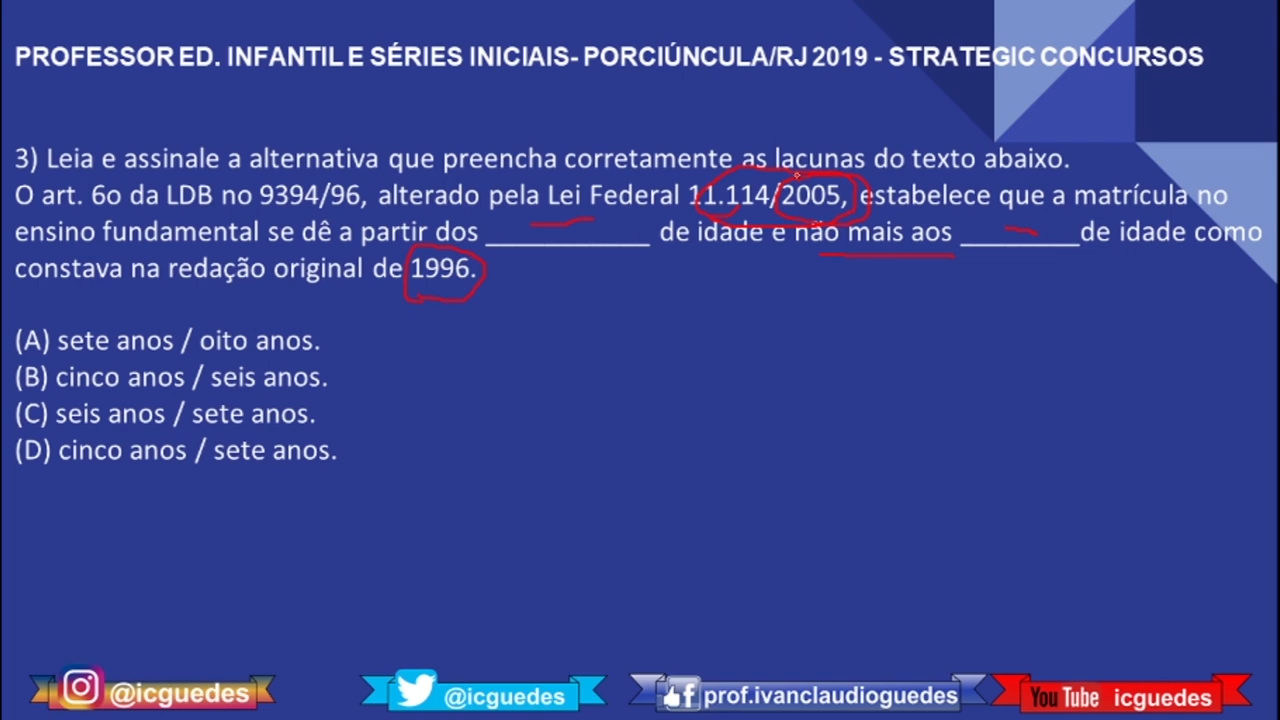 PROFESSOR ED. INFANTIL E SÉRIES INICIAIS- PORCIÚNCULA/RJ 2019 - STRATEGIC CONCURSOS
3) Leia e assinale a alternativa que preencha corretamente as lacunas do texto abaixo.
O art. 6o da LDB no 9394/96, alterado pela Lei Federal 11.114/2005, estabelece que a matrícula no
ensino fundamental se dê a partir dos ____________ de idade e não mais aos _________de idade como
constava na redação original de 1996.
(A) sete anos / oito anos.
(B) cinco anos / seis anos.
(C) seis anos / sete anos.
(D) cinco anos / sete anos.
@icguedes @icguedes prof.ivanclaudioguedes You Tube icguedes